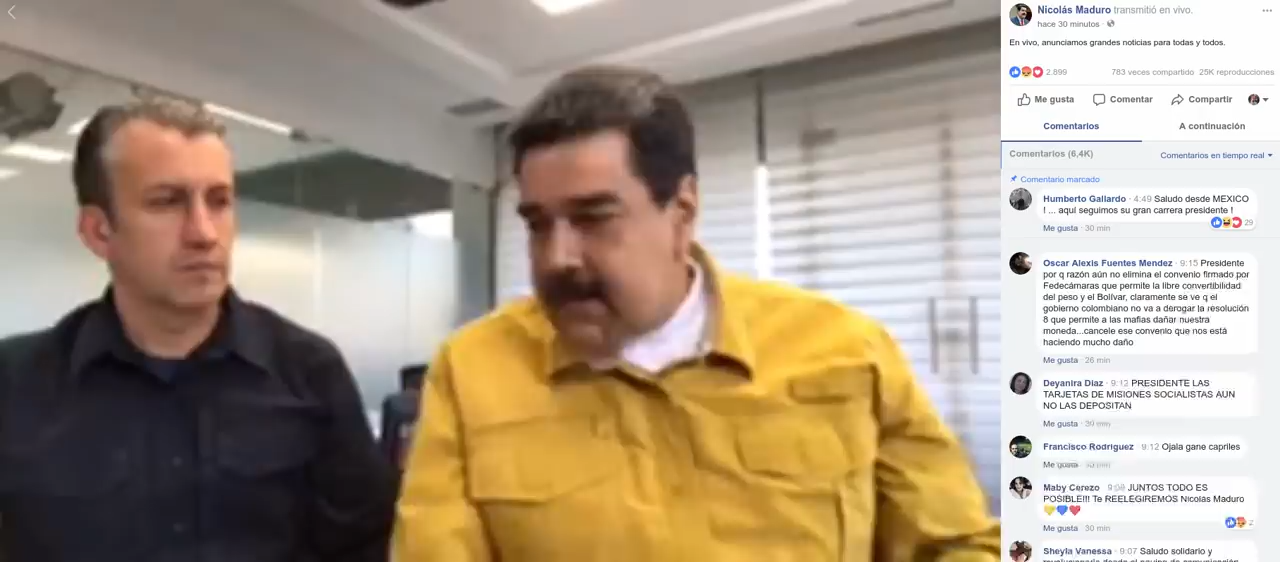 Nicolás Maduro transmitió en vivo.
hace 30 minutos ·
En vivo, anunciamos grandes noticias para todas y todos.
2.899 783 veces compartido 25K reproducciones
Me gusta Comentar Compartir
Comentarios A continuación
Comentarios (6,4K) Comentarios en tiempo real
Comentario marcado
Humberto Gallardo · 4:49 Saludo desde MEXICO
! ... aquí seguimos su gran carrera presidente !
29
Me gusta · 30 min
Oscar Alexis Fuentes Mendez · 9:15 Presidente
por q razón aún no elimina el convenio firmado por
Fedecámaras que permite la libre convertibilidad
del peso y el Bolívar, claramente se ve q el
gobierno colombiano no va a derogar la resolución
8 que permite a las mafias dañar nuestra
moneda...cancele ese convenio que nos está
haciendo mucho daño
Me gusta · 26 min
Deyanira Diaz · 9:12 PRESIDENTE LAS
TARJETAS DE MISIONES SOCIALISTAS AUN
NO LAS DEPOSITAN
Me gusta · 30 min
Francisco Rodriguez · 9:12 Ojala gane capriles
Me gusta
Maby Cerezo · 9:08 JUNTOS TODO ES
POSIBLE!!! Te REELEGIREMOS Nicolás Maduro
💛💙❤️
2
Me gusta · 30 min
Sheyla Vanessa · 9:07 Saludo solidario y